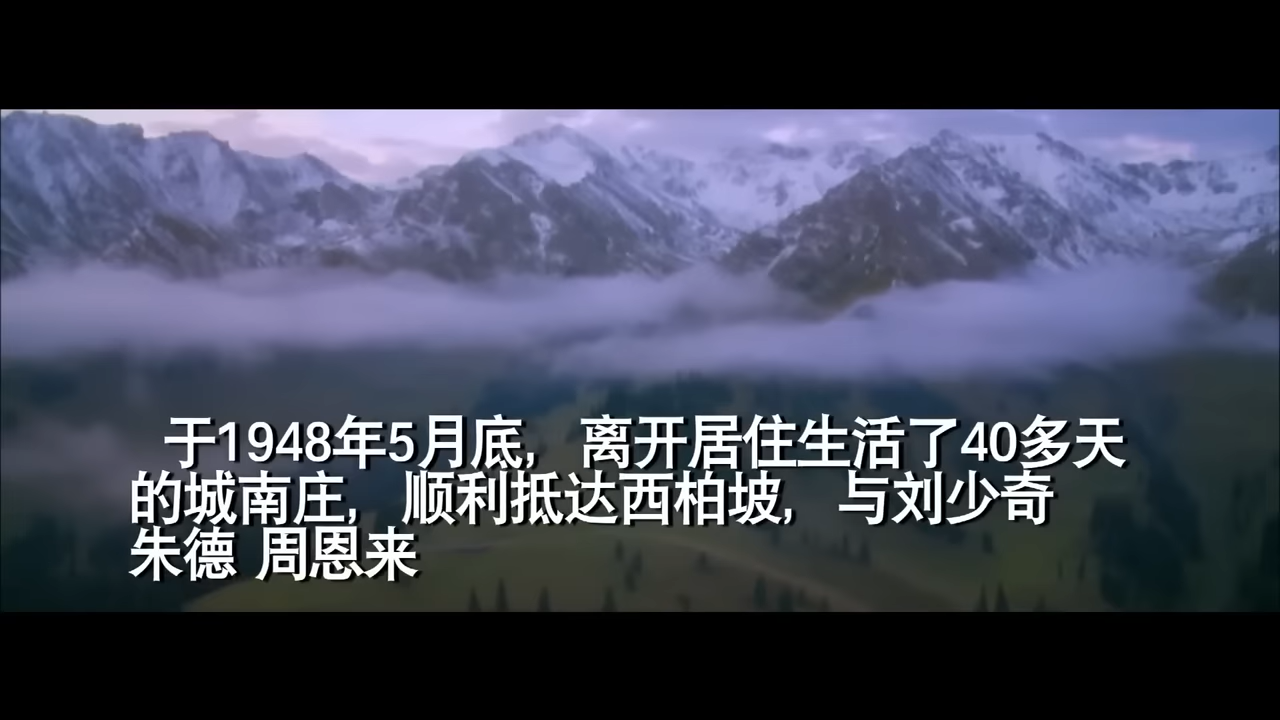 于1948年5月底，离开居住生活了40多天
的城南庄，顺利抵达西柏坡，与刘少奇
朱德 周恩来